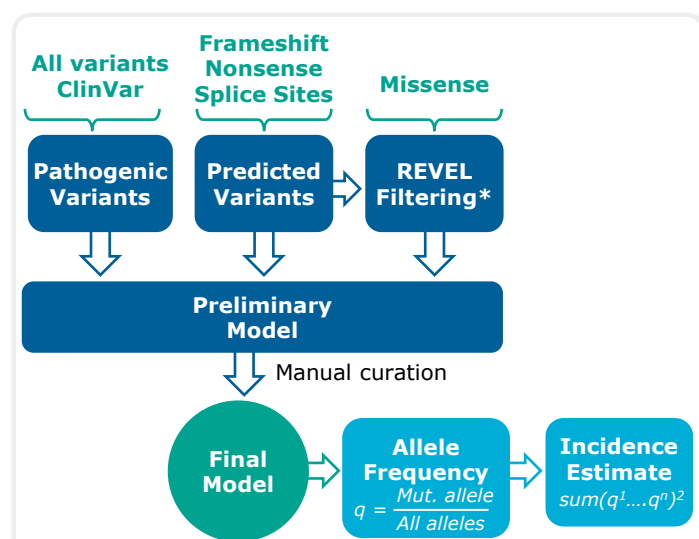 All variants
ClinVar
Frameshift
Nonsense
Splice Sites
Missense
Pathogenic
Variants
Predicted
Variants
REVEL
Filtering*
Preliminary
Model
Manual curation
Final
Model
Allele
Frequency
q = Mut. allele
All alleles
Incidence
Estimate
sum(q¹....qⁿ)²